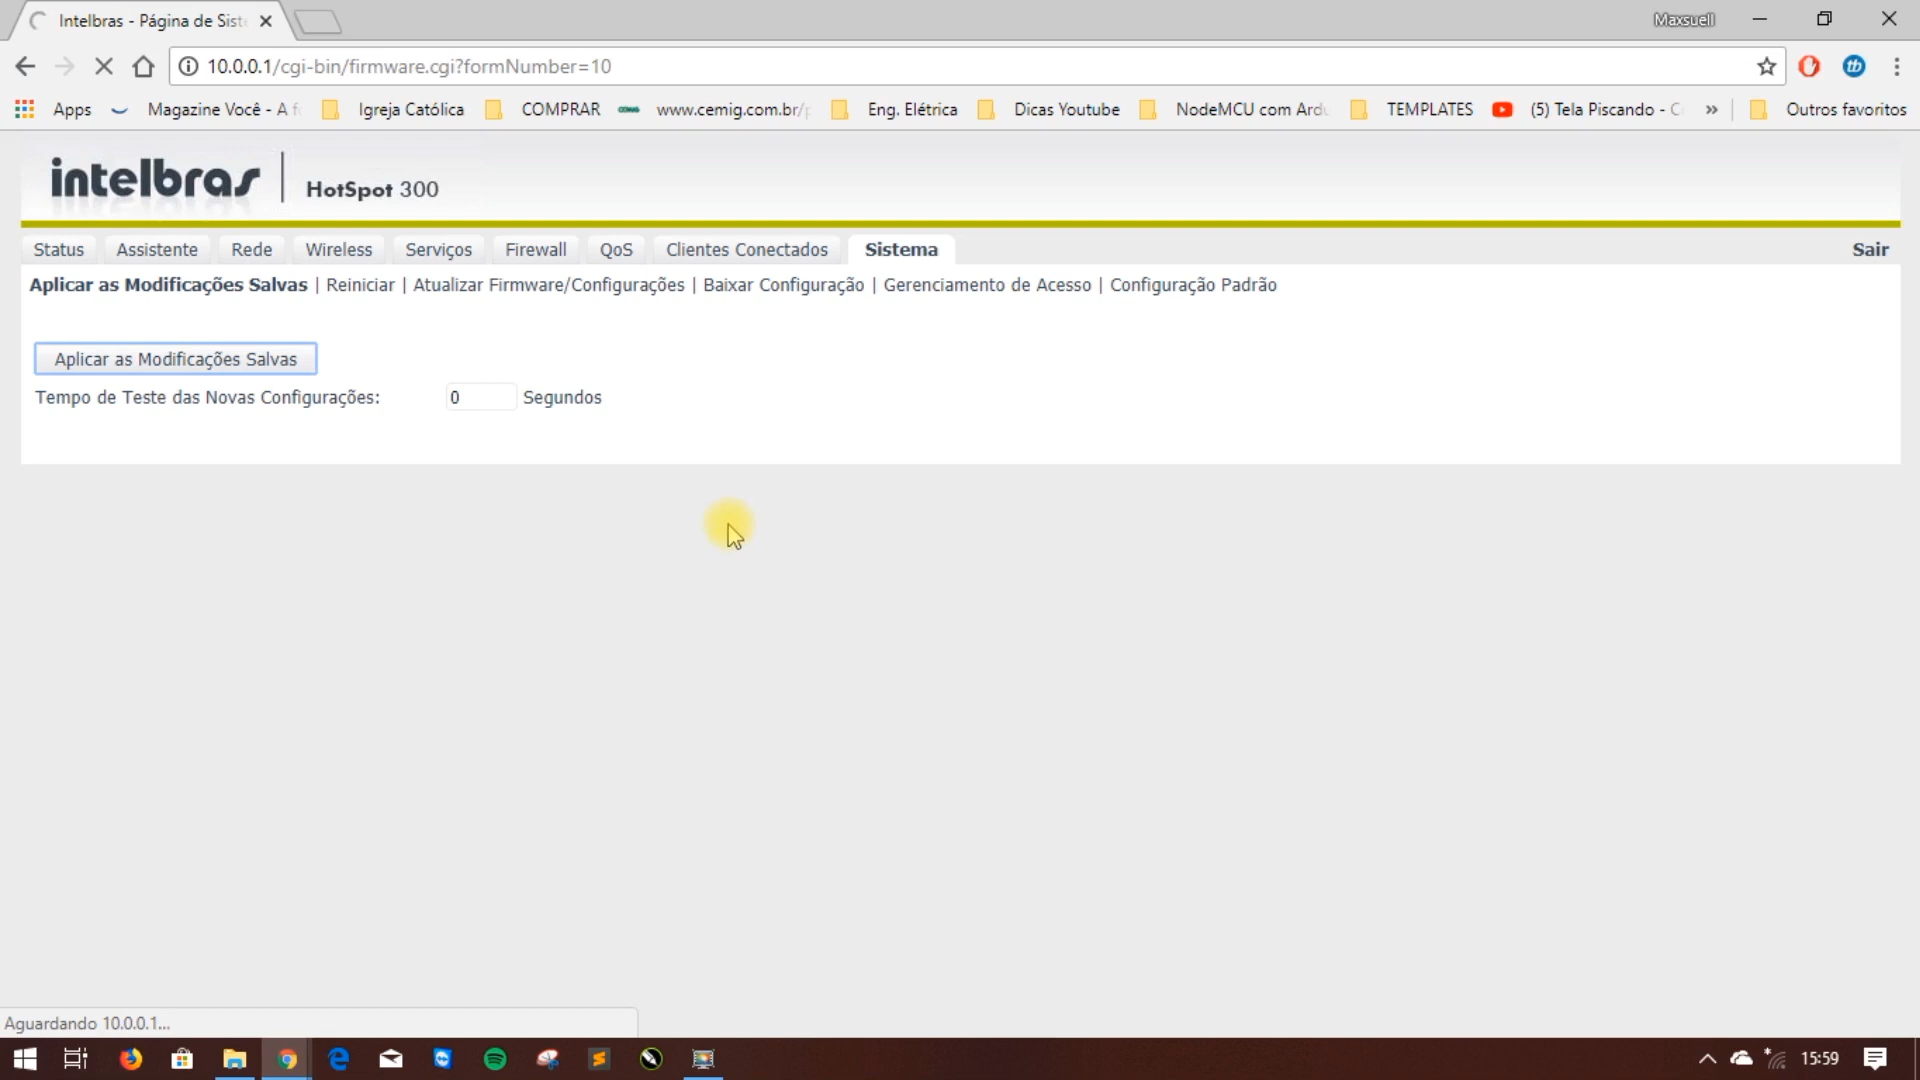 Intelbras - Página de Sist
Maxsuell
10.0.0.1/cgi-bin/firmware.cgi?formNumber=10
Apps Magazine Você - A f Igreja Católica COMPRAR www.cemig.com.br/p Eng. Elétrica Dicas Youtube NodeMCU com Ardu TEMPLATES (5) Tela Piscando - C » Outros favoritos
intelbras HotSpot 300
Status Assistente Rede Wireless Serviços Firewall QoS Clientes Conectados Sistema Sair
Aplicar as Modificações Salvas | Reiniciar | Atualizar Firmware/Configurações | Baixar Configuração | Gerenciamento de Acesso | Configuração Padrão
Aplicar as Modificações Salvas
Tempo de Teste das Novas Configurações: 0 Segundos
Aguardando 10.0.0.1...
15:59